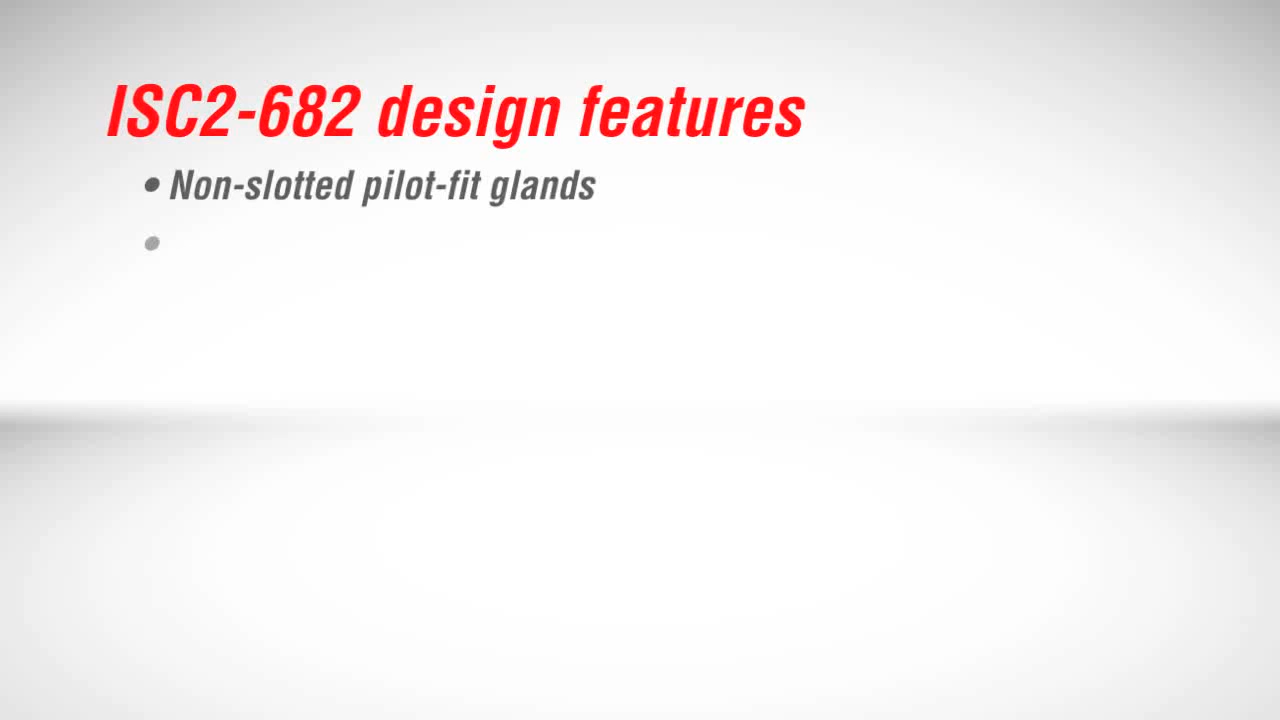 ISC2-682 design features
• Non-slotted pilot-fit glands
•